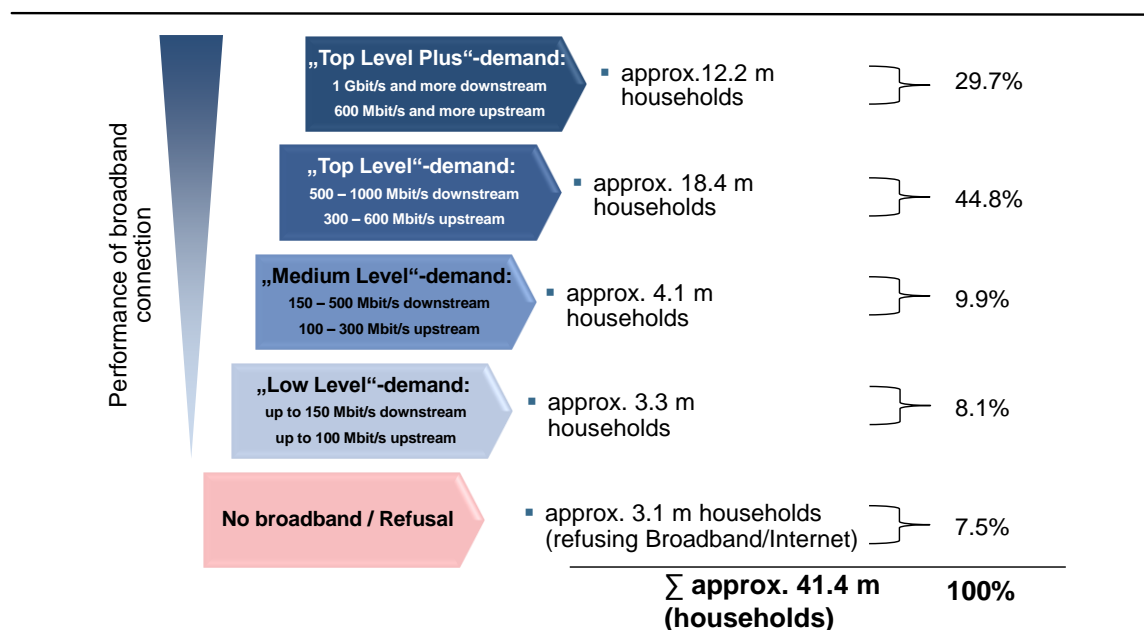 Performance of broadband
connection
„Top Level Plus“-demand:
1 Gbit/s and more downstream
600 Mbit/s and more upstream
▪ approx.12.2 m
households
29.7%
„Top Level“-demand:
500 – 1000 Mbit/s downstream
300 – 600 Mbit/s upstream
▪ approx. 18.4 m
households
44.8%
„Medium Level“-demand:
150 – 500 Mbit/s downstream
100 – 300 Mbit/s upstream
▪ approx. 4.1 m
households
9.9%
„Low Level“-demand:
up to 150 Mbit/s downstream
up to 100 Mbit/s upstream
▪ approx. 3.3 m
households
8.1%
No broadband / Refusal
▪ approx. 3.1 m households
(refusing Broadband/Internet)
7.5%
∑ approx. 41.4 m
(households)
100%